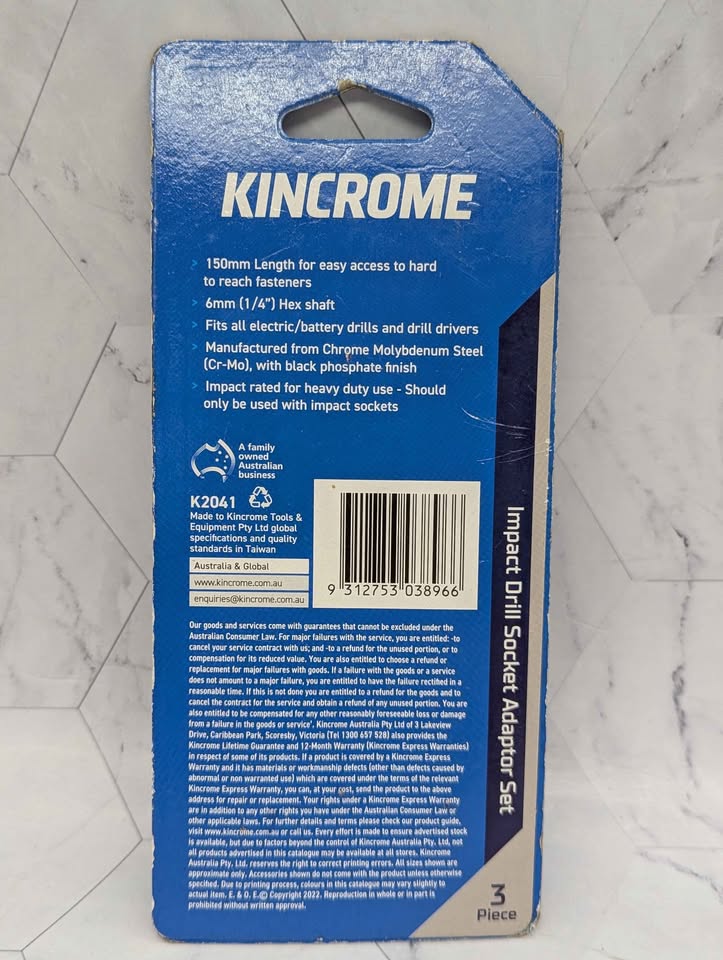 KINCROME
150mm Length for easy access to hard
to reach fasteners
6mm (1/4") Hex shaft
Fits all electric/battery drills and drill drivers
Manufactured from Chrome Molybdenum Steel
(Cr-Mo), with black phosphate finish
Impact rated for heavy duty use - Should
only be used with impact sockets
A family
owned
Australian
business
K2041
Made to Kincrome Tools &
Equipment Pty Ltd global
specifications and quality
standards in Taiwan
Australia & Global
www.kincrome.com.au
enquiries@kincrome.com.au
9 312753 038966
Our goods and services come with guarantees that cannot be excluded under the
Australian Consumer Law. For major failures with the service, you are entitled: -to
cancel your service contract with us; and -to a refund for the unused portion, or to
compensation for its reduced value. You are also entitled to choose a refund or
replacement for major failures with goods. If a failure with the goods or a service
does not amount to a major failure, you are entitled to have the failure rectified in a
reasonable time. If this is not done you are entitled to a refund for the goods and to
cancel the contract for the service and obtain a refund of any unused portion. You are
also entitled to be compensated for any other reasonably foreseeable loss or damage
from a failure in the goods or service'. Kincrome Australia Pty Ltd of 3 Lakeview
Drive, Caribbean Park, Scoresby, Victoria (Tel 1300 657 528) also provides the
Kincrome Lifetime Guarantee and 12-Month Warranty (Kincrome Express Warranties)
in respect of some of its products. If a product is covered by a Kincrome Express
Warranty and it has materials or workmanship defects (other than defects caused by
abnormal or non warranted use) which are covered under the terms of the relevant
Kincrome Express Warranty, you can, at your cost, send the product to the above
address for repair or replacement. Your rights under a Kincrome Express Warranty
are in addition to any other rights you have under the Australian Consumer Law or
other applicable laws. For further details and terms please check our product guide,
visit www.kincrome.com.au or call us. Every effort is made to ensure advertised stock
is available, but due to factors beyond the control of Kincrome Australia Pty. Ltd, not
all products advertised in this catalogue may be available at all stores. Kincrome
Australia Pty. Ltd. reserves the right to correct printing errors. All sizes shown are
approximate only. Accessories shown do not come with the product unless otherwise
specified. Due to printing process, colours in this catalogue may vary slightly to
actual item. E. & O. E.© Copyright 2022. Reproduction in whole or in part is
prohibited without written approval.
Impact Drill Socket Adaptor Set
3
Piece